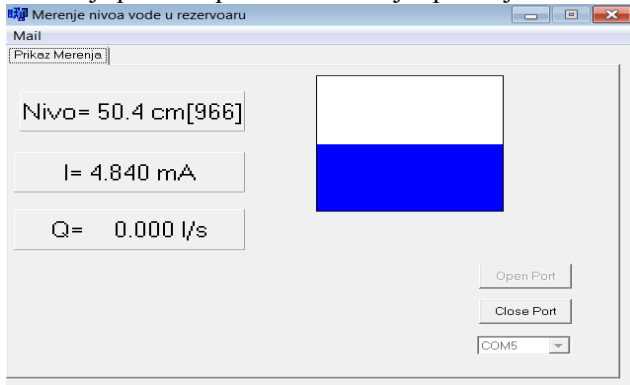 Merenje nivoa vode u rezervoaru
Mail
Prikaz Merenja
Nivo= 50.4 cm[966]
I= 4.840 mA
Q= 0.000 l/s
Open Port
Close Port
COM5